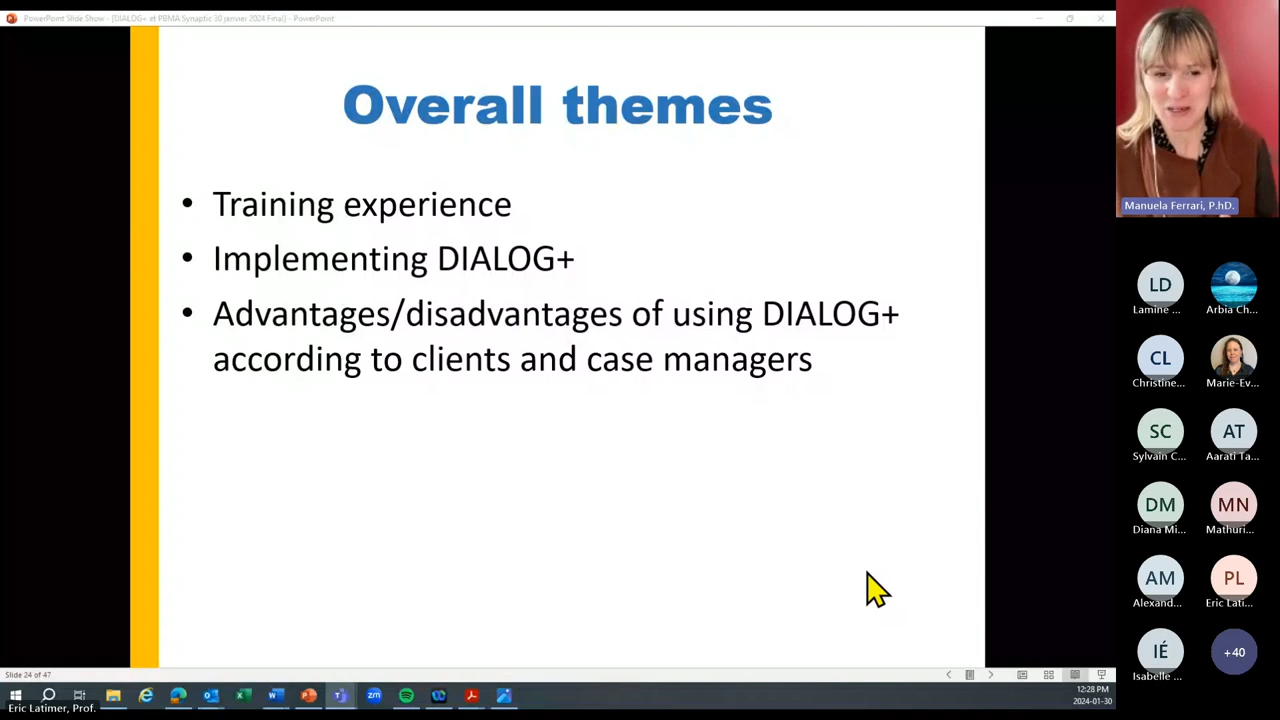 PowerPoint Slide Show - [DIALOG+ et PBMA Synaptic 30 janvier 2024 Final] - PowerPoint
Overall themes
• Training experience
• Implementing DIALOG+
• Advantages/disadvantages of using DIALOG+
according to clients and case managers
Manuela Ferrari, P.hD.
LD
Lamine ...
Arbia Ch...
CL
Christine...
Marie-Ev...
SC
Sylvain C...
AT
Aarati Ta...
DM
Diana Mi...
MN
Mathuri...
AM
Alexand...
PL
Eric Lati...
IÉ
Isabelle ...
+40
Slide 24 of 47
12:28 PM
2024-01-30
Eric Latimer, Prof.